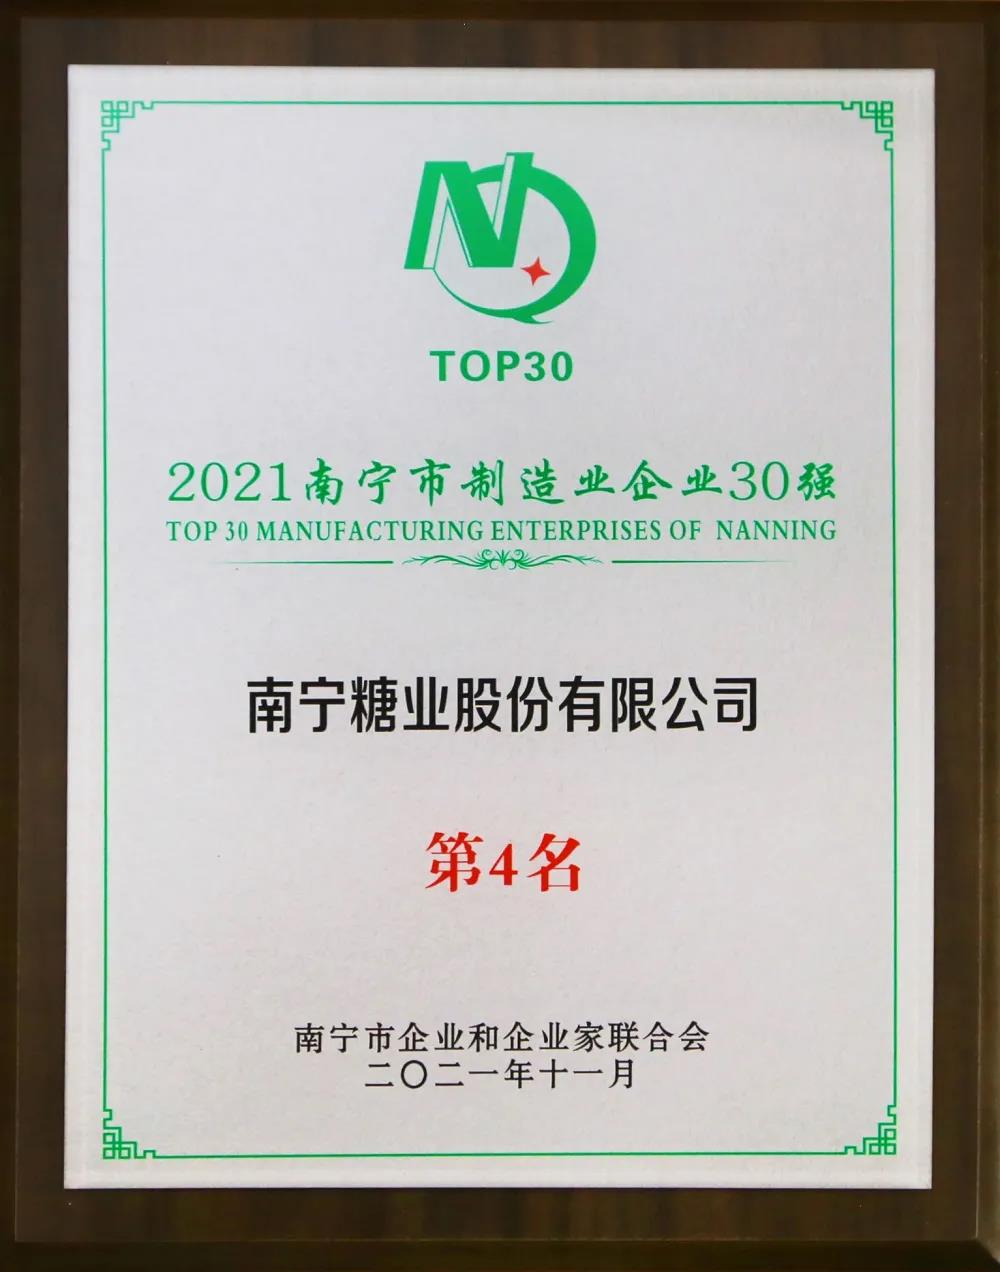 TOP30
2021南宁市制造业企业30强
TOP 30 MANUFACTURING ENTERPRISES OF NANNING
南宁糖业股份有限公司
第4名
南宁市企业和企业家联合会
二〇二一年十一月